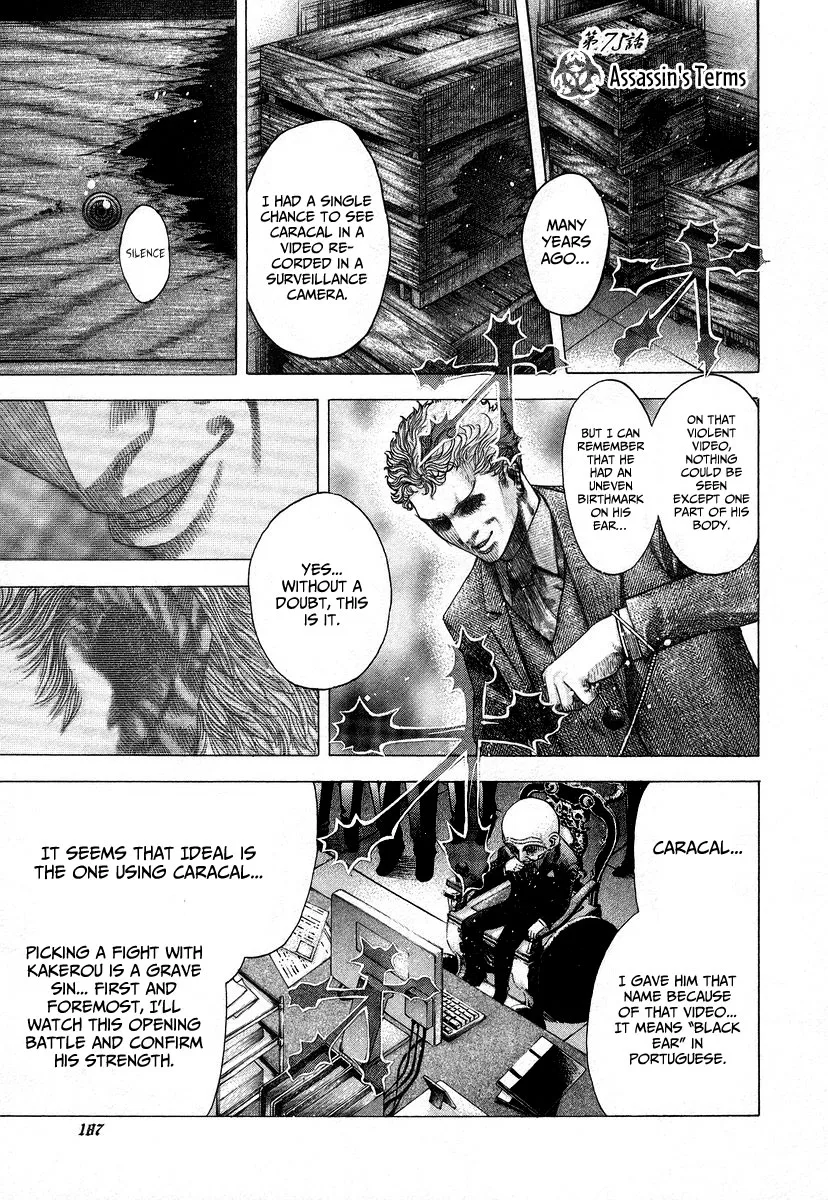 第75話
Assassin's Terms
MANY
YEARS
AGO...
I HAD A SINGLE
CHANCE TO SEE
CARACAL IN A
VIDEO RE-
CORDED IN A
SURVEILLANCE
CAMERA.
SILENCE
ON THAT
VIOLENT
VIDEO,
NOTHING
COULD BE
SEEN
EXCEPT ONE
PART OF HIS
BODY.
BUT I CAN
REMEMBER
THAT HE
HAD AN
UNEVEN
BIRTHMARK
ON HIS
EAR...
YES...
WITHOUT A
DOUBT, THIS
IS IT.
CARACAL...
I GAVE HIM THAT
NAME BECAUSE
OF THAT VIDEO...
IT MEANS "BLACK
EAR" IN
PORTUGUESE.
IT SEEMS THAT IDEAL IS
THE ONE USING CARACAL...
PICKING A FIGHT WITH
KAKEROU IS A GRAVE
SIN... FIRST AND
FOREMOST, I'LL
WATCH THIS OPENING
BATTLE AND CONFIRM
HIS STRENGTH.
187